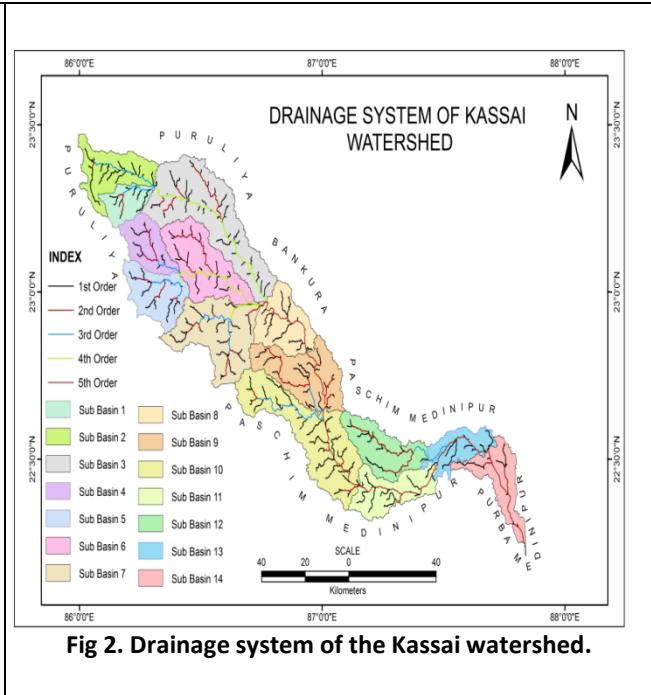 86°0'0"E 87°0'0"E 88°0'0"E
DRAINAGE SYSTEM OF KASSAI
WATERSHED
N
23°30'0"N
23°30'0"N
PURULIYA
PURULIYA
BANKURA
INDEX
23°0'0"N
23°0'0"N
1st Order
2nd Order
3rd Order
4th Order
5th Order
PASCHIM MEDINIPUR
PASCHIM MEDINIPUR
PURBA MEDINIPUR
22°30'0"N
22°30'0"N
Sub Basin 1
Sub Basin 2
Sub Basin 3
Sub Basin 4
Sub Basin 5
Sub Basin 6
Sub Basin 7
Sub Basin 8
Sub Basin 9
Sub Basin 10
Sub Basin 11
Sub Basin 12
Sub Basin 13
Sub Basin 14
SCALE
40 20 0 40
Kilometers
86°0'0"E 87°0'0"E 88°0'0"E
Fig 2. Drainage system of the Kassai watershed.